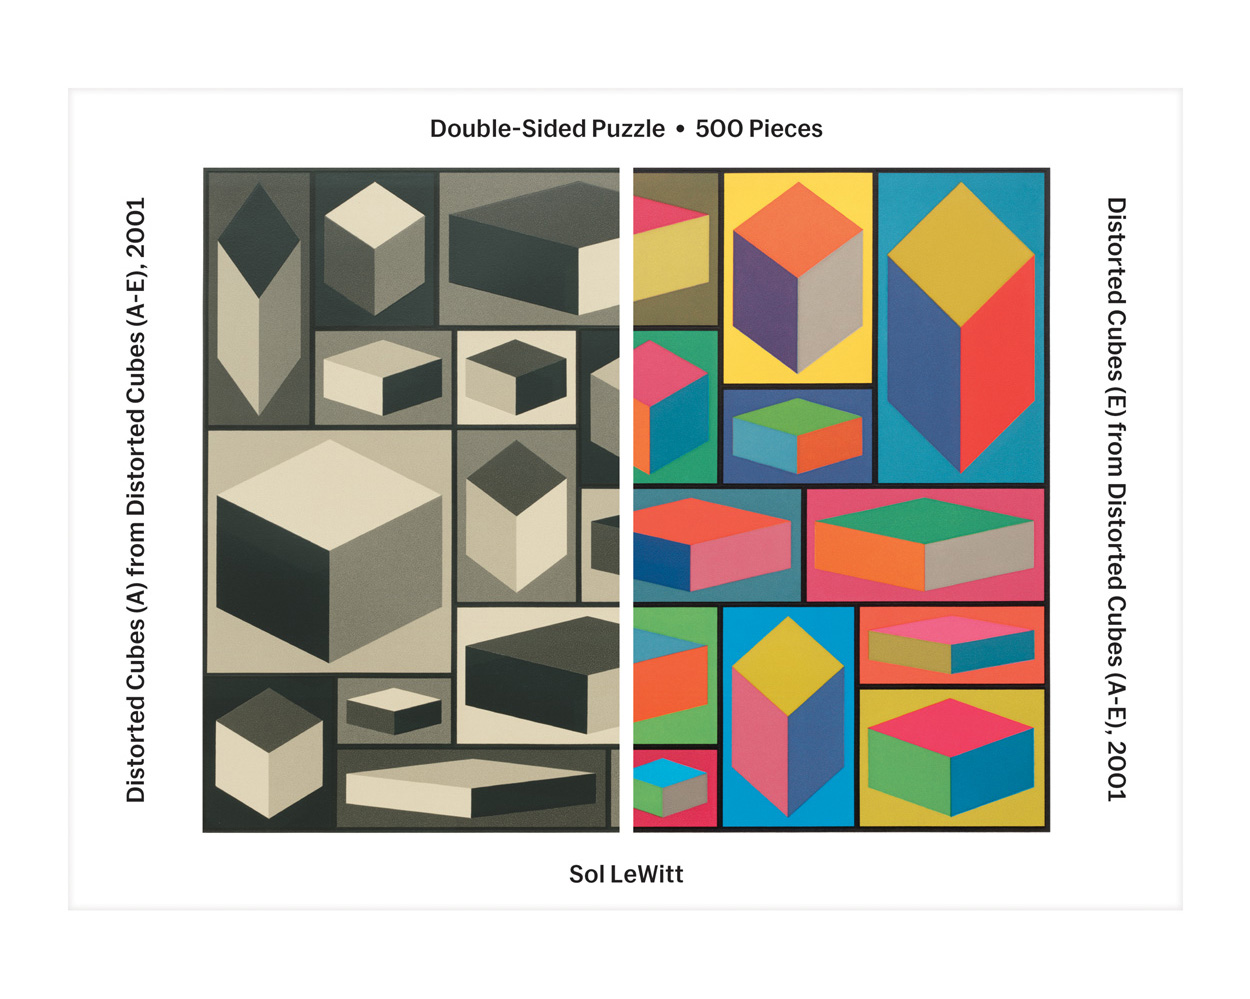 Double-Sided Puzzle • 500 Pieces
Distorted Cubes (A) from Distorted Cubes (A-E), 2001
Distorted Cubes (E) from Distorted Cubes (A-E), 2001
Sol LeWitt